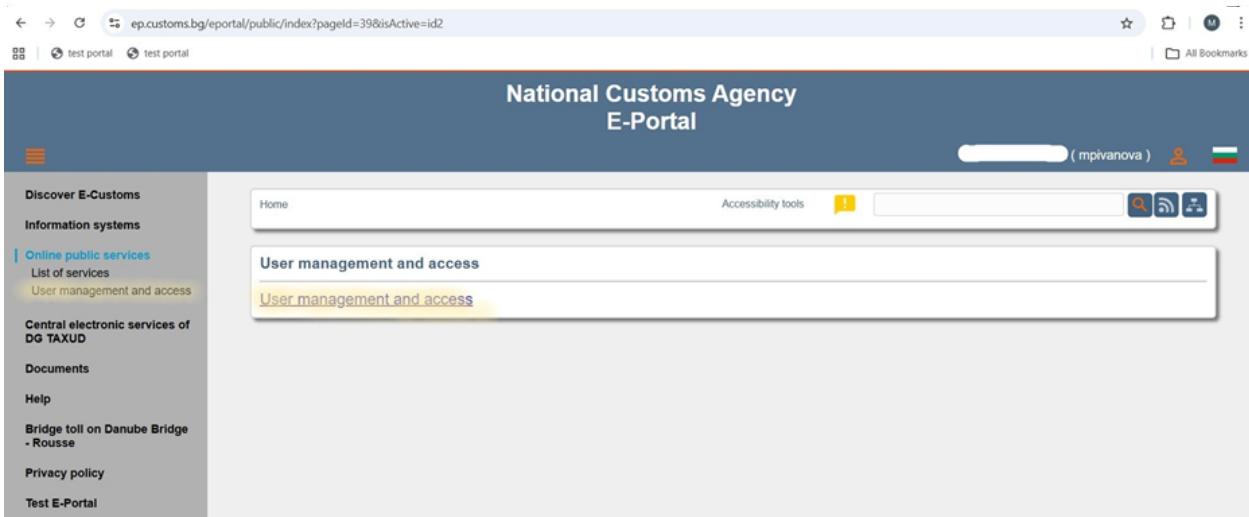 ep.customs.bg/eportal/public/index?pageId=39&isActive=id2
M
test portal test portal
All Bookmarks
National Customs Agency
E-Portal
( mpivanova )
Discover E-Customs
Information systems
Online public services
List of services
User management and access
Central electronic services of
DG TAXUD
Documents
Help
Bridge toll on Danube Bridge
- Rousse
Privacy policy
Test E-Portal
Home Accessibility tools
User management and access
User management and access